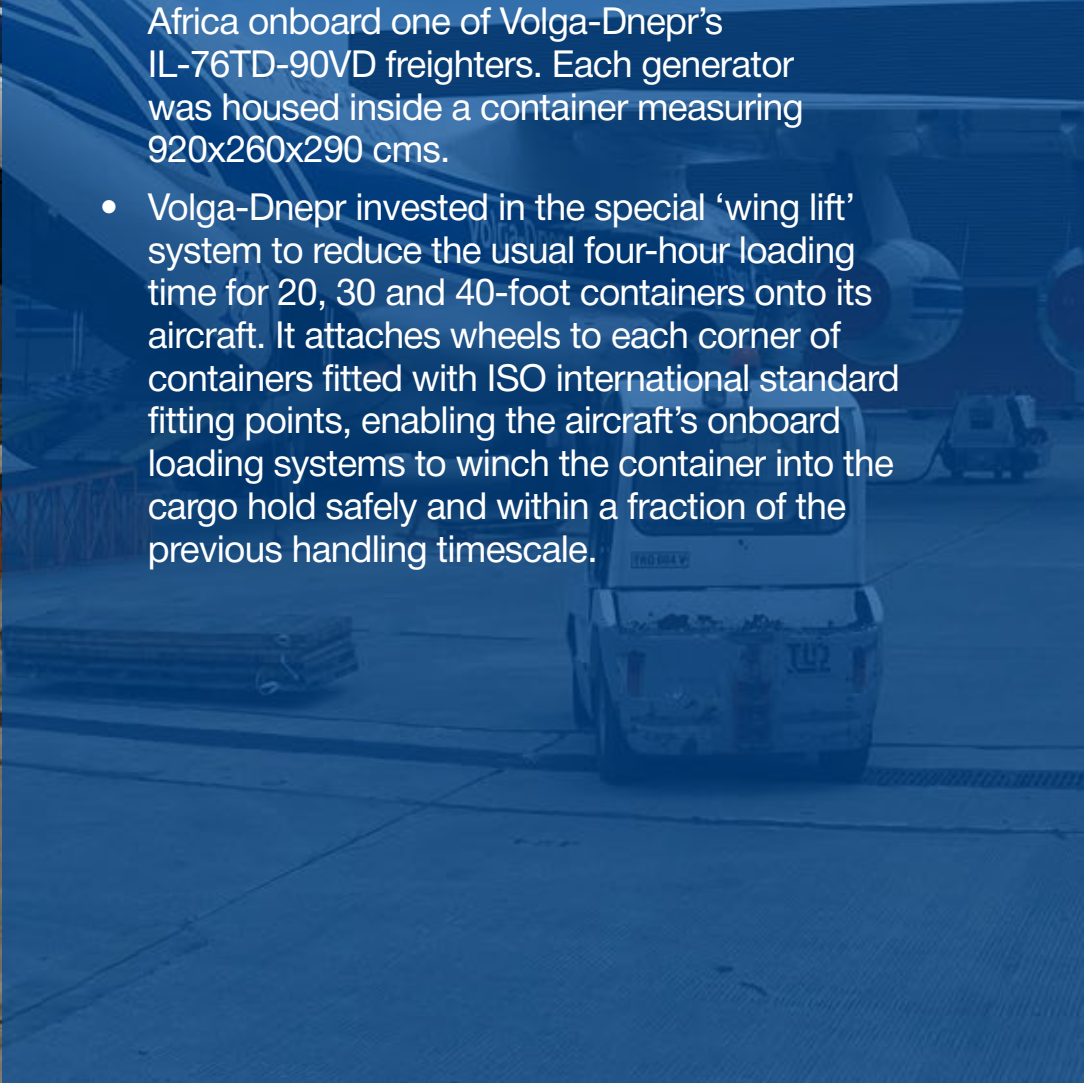 Africa onboard one of Volga-Dnepr's
IL-76TD-90VD freighters. Each generator
was housed inside a container measuring
920x260x290 cms.
• Volga-Dnepr invested in the special ‘wing lift’
system to reduce the usual four-hour loading
time for 20, 30 and 40-foot containers onto its
aircraft. It attaches wheels to each corner of
containers fitted with ISO international standard
fitting points, enabling the aircraft’s onboard
loading systems to winch the container into the
cargo hold safely and within a fraction of the
previous handling timescale.
Volga-Dnepr
TU2